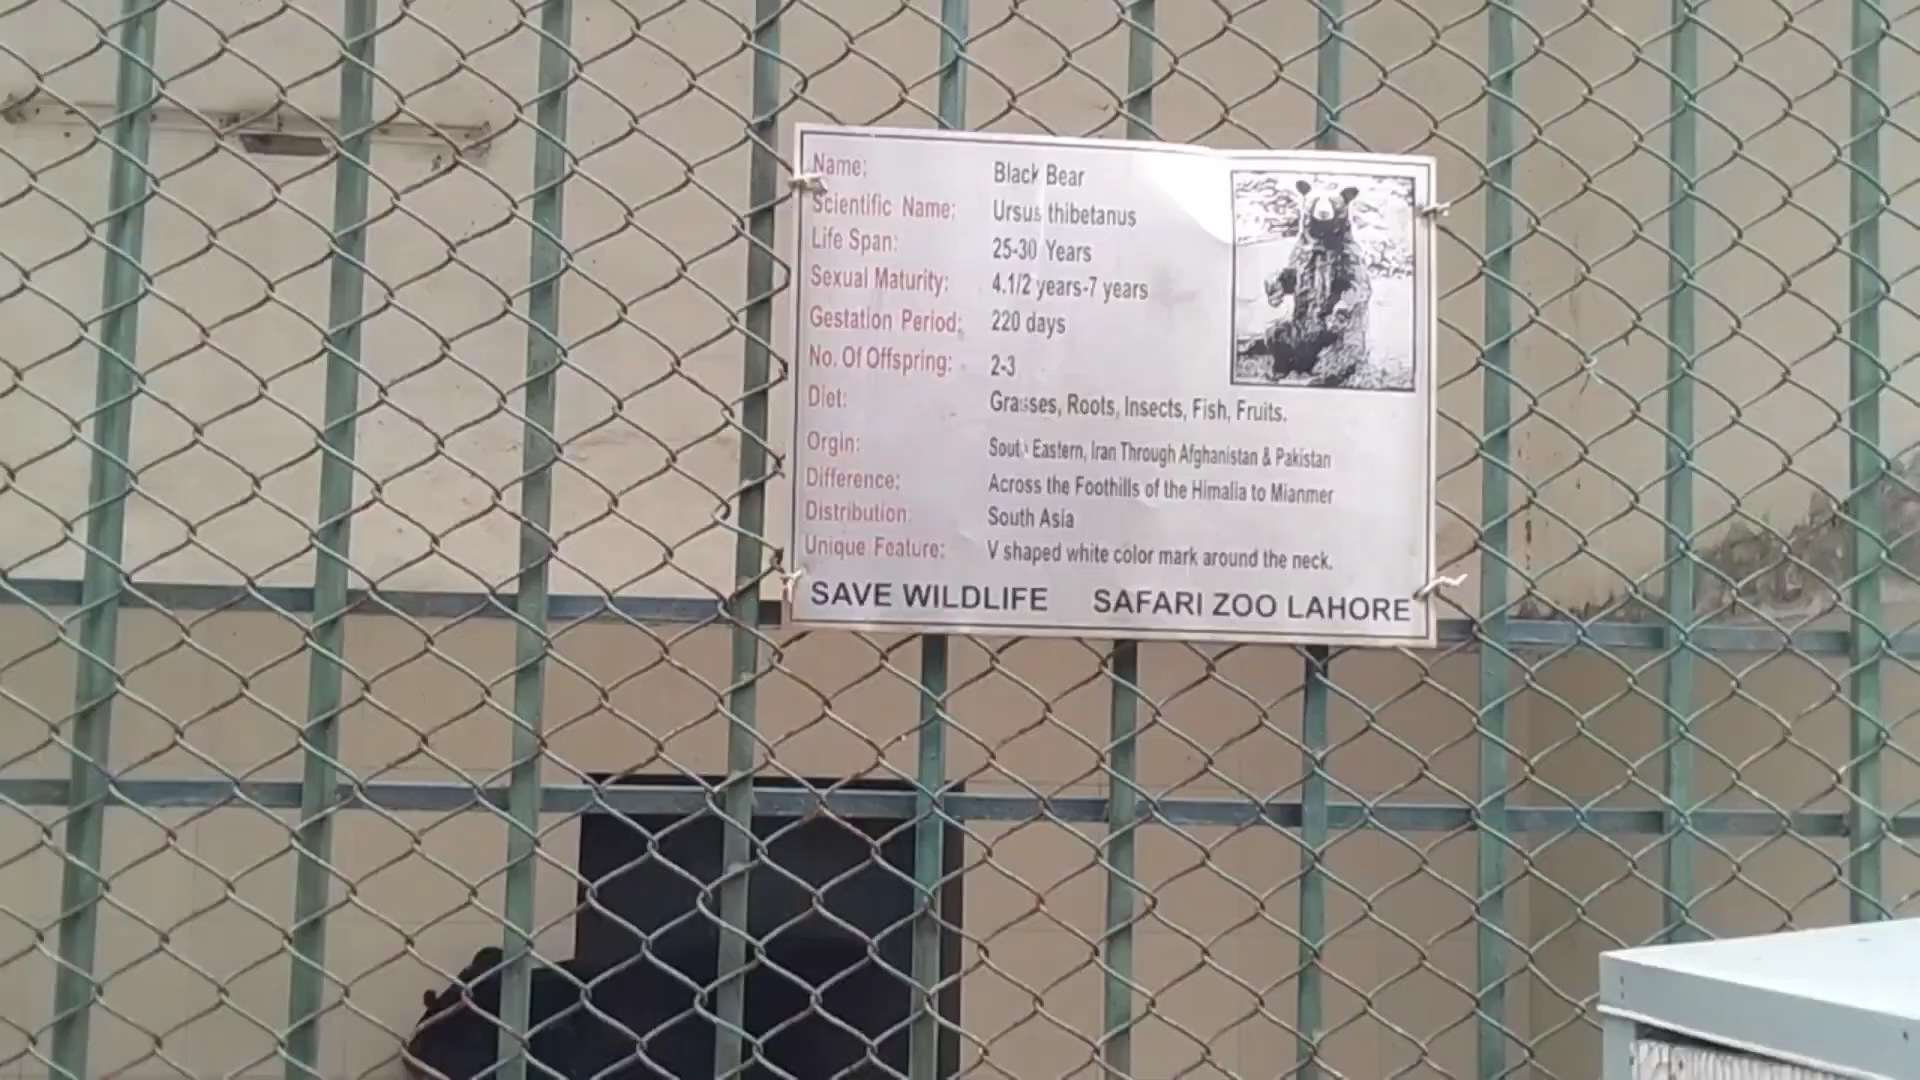 Name: Black Bear
Scientific Name: Ursus thibetanus
Life Span: 25-30 Years
Sexual Maturity: 4.1/2 years-7 years
Gestation Period: 220 days
No. Of Offspring: 2-3
Diet: Grasses, Roots, Insects, Fish, Fruits.
Orgin: South Eastern, Iran Through Afghanistan & Pakistan
Difference: Across the Foothills of the Himalia to Mianmer
Distribution: South Asia
Unique Feature: V shaped white color mark around the neck.
SAVE WILDLIFE SAFARI ZOO LAHORE